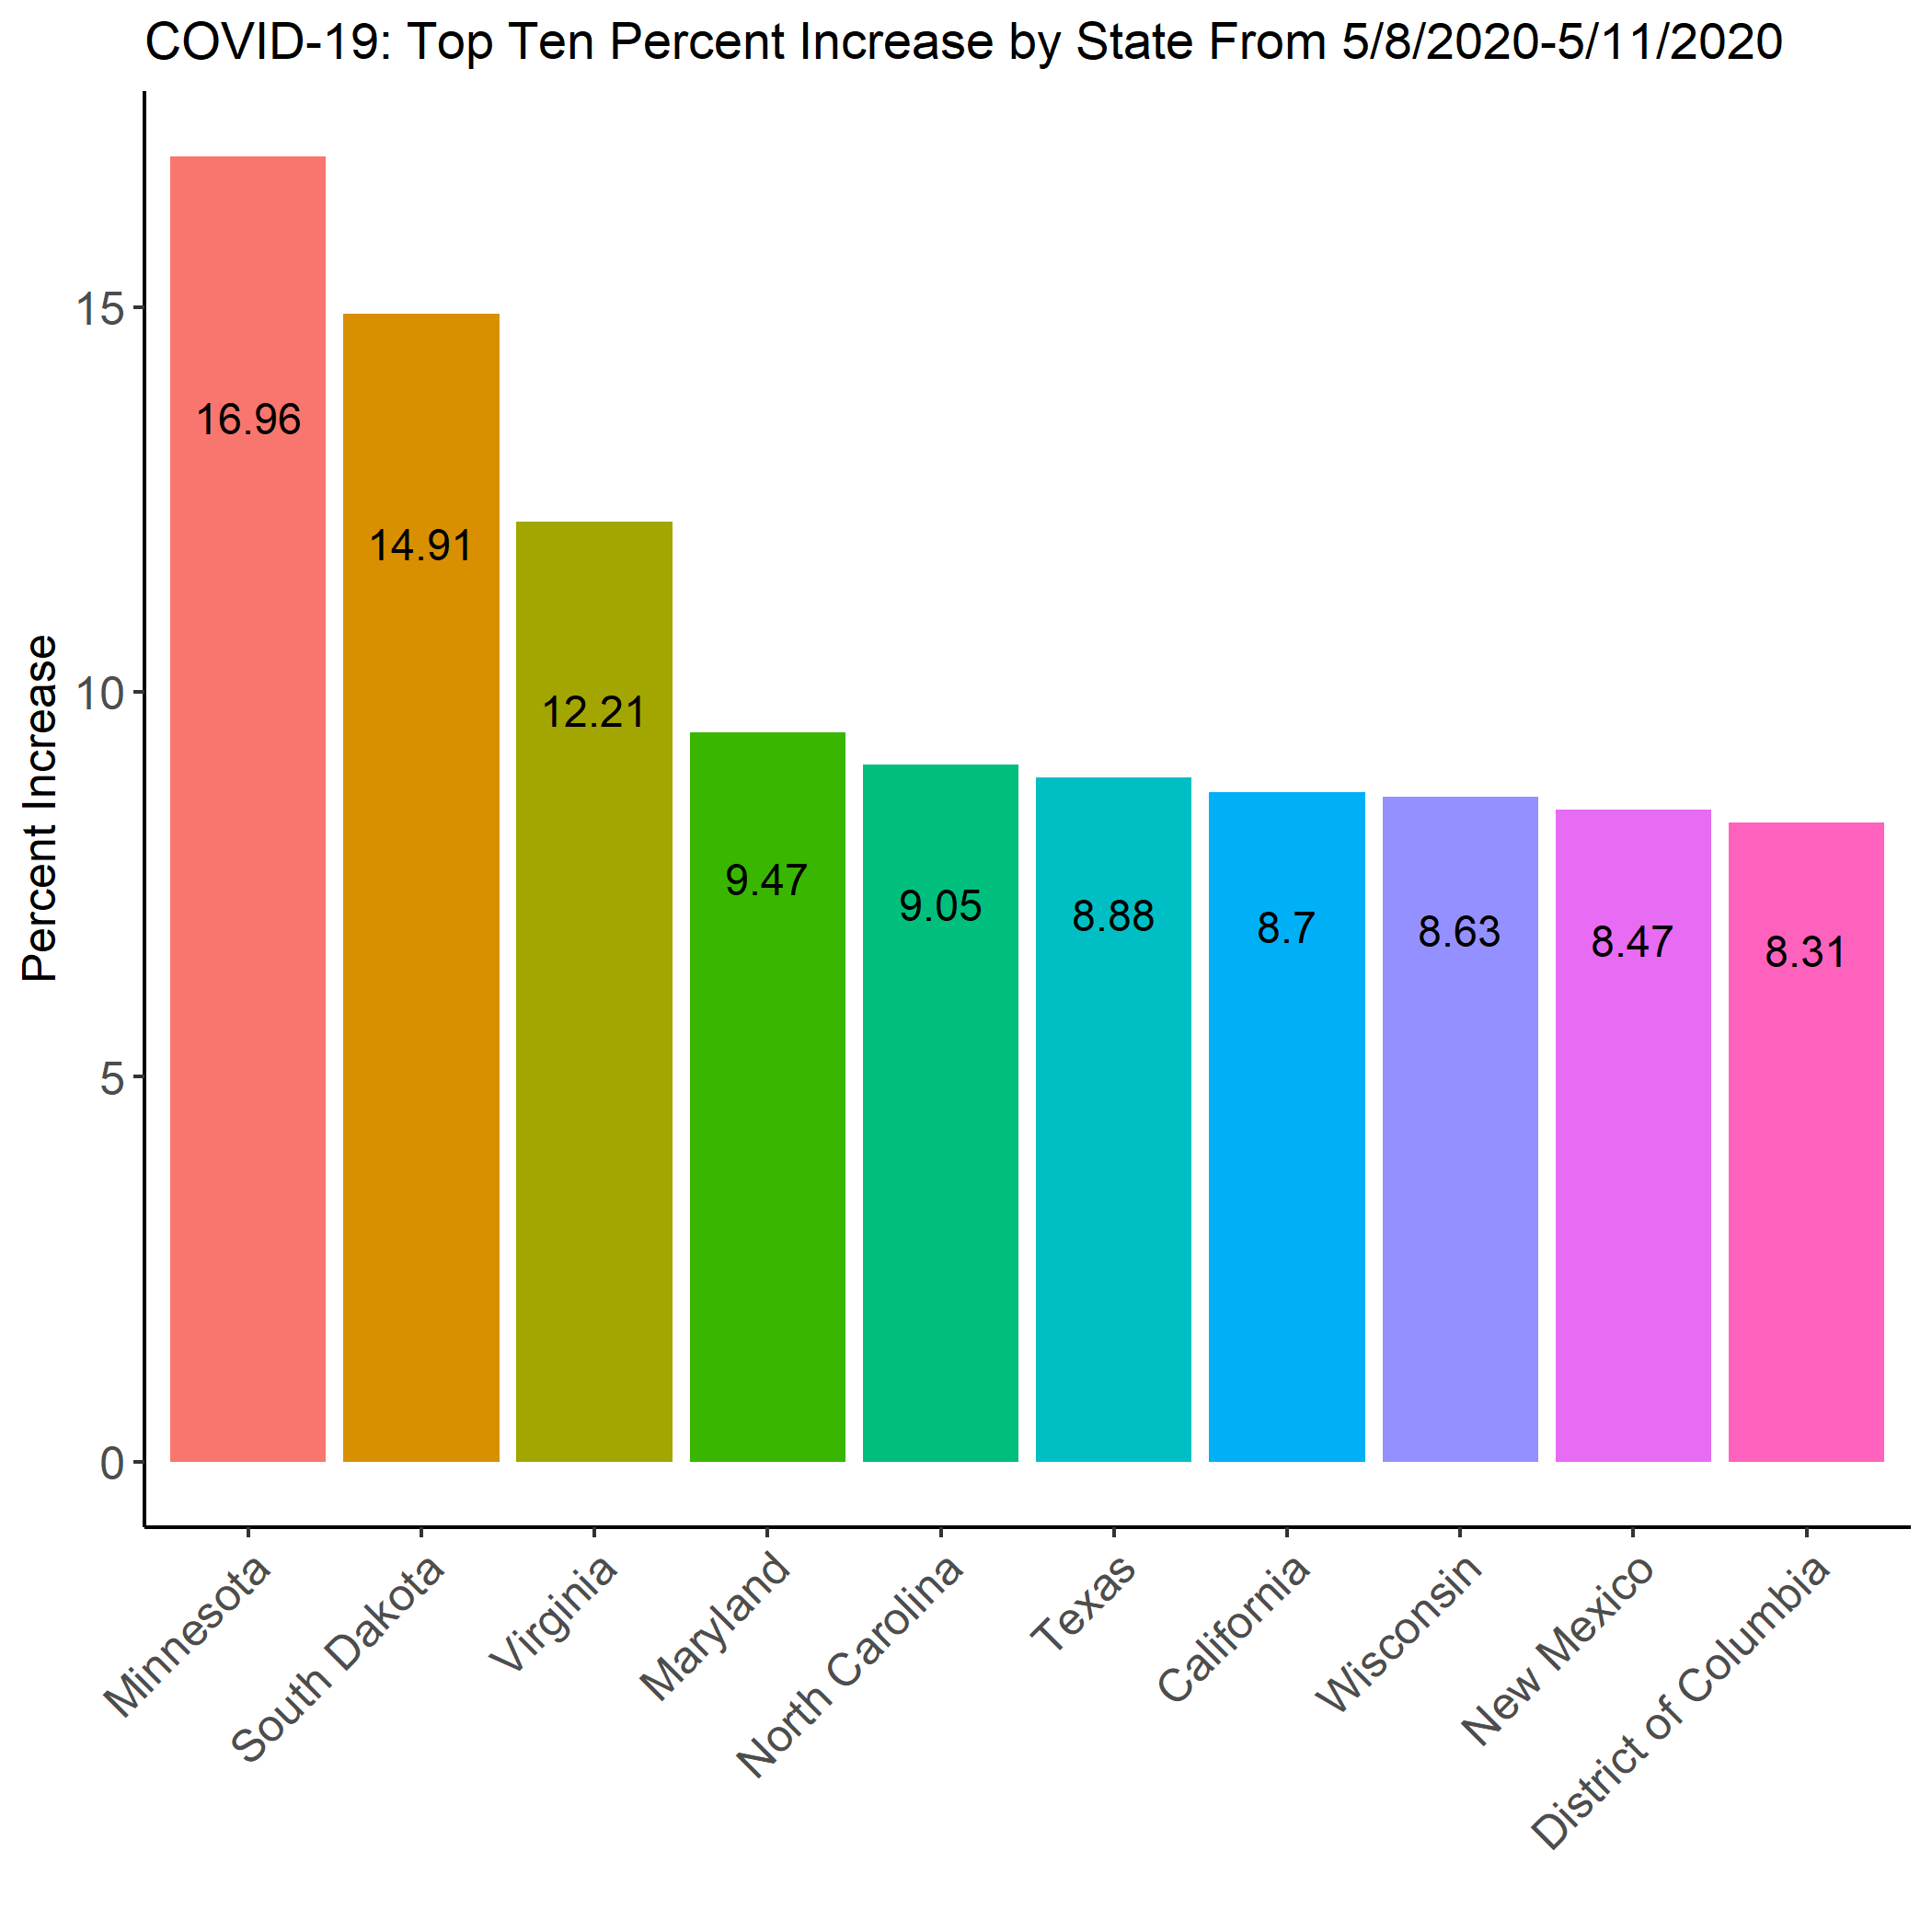 COVID-19: Top Ten Percent Increase by State From 5/8/2020-5/11/2020
Percent Increase
15
10
5
0
16.96
14.91
12.21
9.47
9.05
8.88
8.7
8.63
8.47
8.31
Minnesota
South Dakota
Virginia
Maryland
North Carolina
Texas
California
Wisconsin
New Mexico
District of Columbia